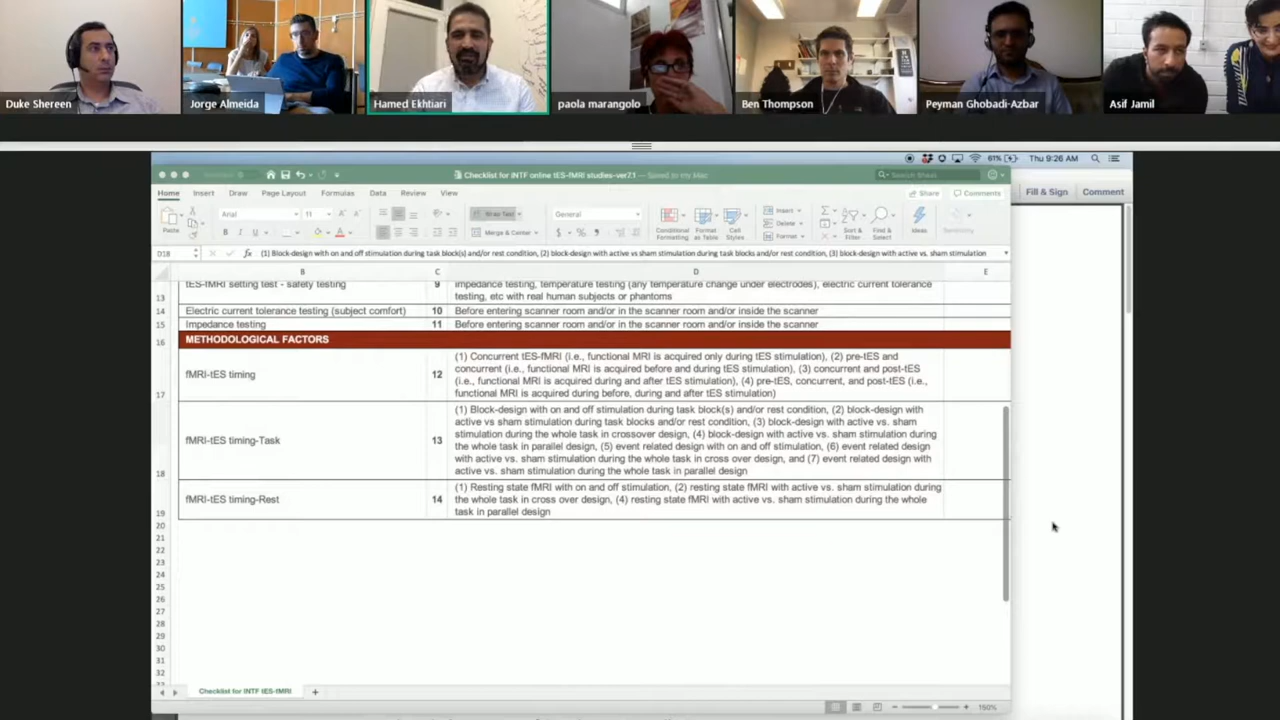 Duke Shereen
Jorge Almeida
Hamed Ekhtiari
paola marangolo
Ben Thompson
Peyman Ghobadi-Azbar
Asif Jamil
61%
Thu 9:26 AM
Checklist for INTF online tES-fMRI studies-ver7.1 — Saved to my Mac
Search Sheet
Home Insert Draw Page Layout Formulas Data Review View
Share
Comments
Fill & Sign
Comment
Paste
Arial
11
B I U
Wrap Text
Merge & Center
General
$ %
Conditional Formatting
Format as Table
Cell Styles
Insert
Delete
Format
Sort & Filter
Find & Select
Ideas
Sensitivity
D18
fx
(1) Block-design with on and off stimulation during task block(s) and/or rest condition, (2) block-design with active vs sham stimulation during task blocks and/or rest condition, (3) block-design with active vs. sham stimulation
B C D E
tES-fMRI setting test - safety testing
9
impedance testing, temperature testing (any temperature change under electrodes), electric current tolerance
13
testing, etc with real human subjects or phantoms
14 Electric current tolerance testing (subject comfort) 10 Before entering scanner room and/or in the scanner room and/or inside the scanner
15 Impedance testing 11 Before entering scanner room and/or in the scanner room and/or inside the scanner
16 METHODOLOGICAL FACTORS
(1) Concurrent tES-fMRI (i.e., functional MRI is acquired only during tES stimulation), (2) pre-tES and
concurrent (i.e., functional MRI is acquired before and during tES stimulation), (3) concurrent and post-tES
fMRI-tES timing 12
(i.e., functional MRI is acquired during and after tES stimulation), (4) pre-tES, concurrent, and post-tES (i.e.,
17 functional MRI is acquired during before, during and after tES stimulation)
(1) Block-design with on and off stimulation during task block(s) and/or rest condition, (2) block-design with
active vs sham stimulation during task blocks and/or rest condition, (3) block-design with active vs. sham
stimulation during the whole task in crossover design, (4) block-design with active vs. sham stimulation during
fMRI-tES timing-Task 13
the whole task in parallel design, (5) event related design with on and off stimulation, (6) event related design
with active vs. sham stimulation during the whole task in cross over design, and (7) event related design with
18 active vs. sham stimulation during the whole task in parallel design
(1) Resting state fMRI with on and off stimulation, (2) resting state fMRI with active vs. sham stimulation during
fMRI-tES timing-Rest 14 the whole task in cross over design, (4) resting state fMRI with active vs. sham stimulation during the whole
19 task in parallel design
20
21
22
23
24
25
26
27
28
29
30
31
32
Checklist for INTF tES-fMRI
150%